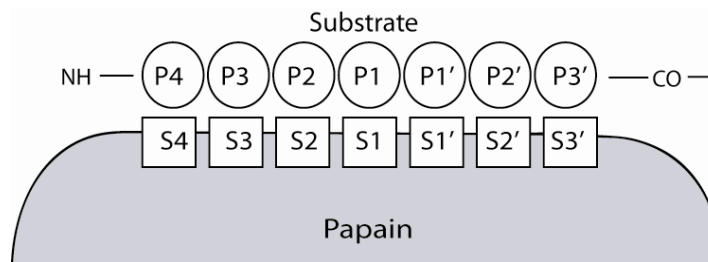 Substrate
NH P4 P3 P2 P1 P1’ P2’ P3’ CO
S4 S3 S2 S1 S1’ S2’ S3’
Papain